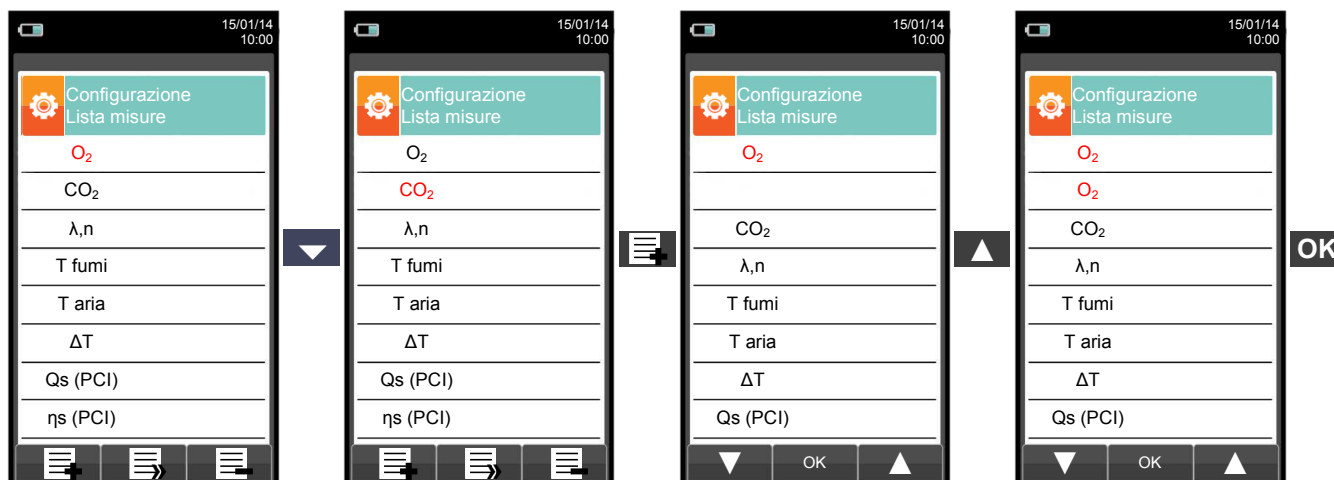 15/01/14
10:00
Configurazione
Lista misure
O₂
CO₂
λ,n
T fumi
T aria
ΔT
Qs (PCI)
ηs (PCI)
15/01/14
10:00
Configurazione
Lista misure
O₂
CO₂
λ,n
T fumi
T aria
ΔT
Qs (PCI)
ηs (PCI)
15/01/14
10:00
Configurazione
Lista misure
O₂
CO₂
λ,n
T fumi
T aria
ΔT
Qs (PCI)
OK
15/01/14
10:00
Configurazione
Lista misure
O₂
O₂
CO₂
λ,n
T fumi
T aria
ΔT
Qs (PCI)
OK
OK